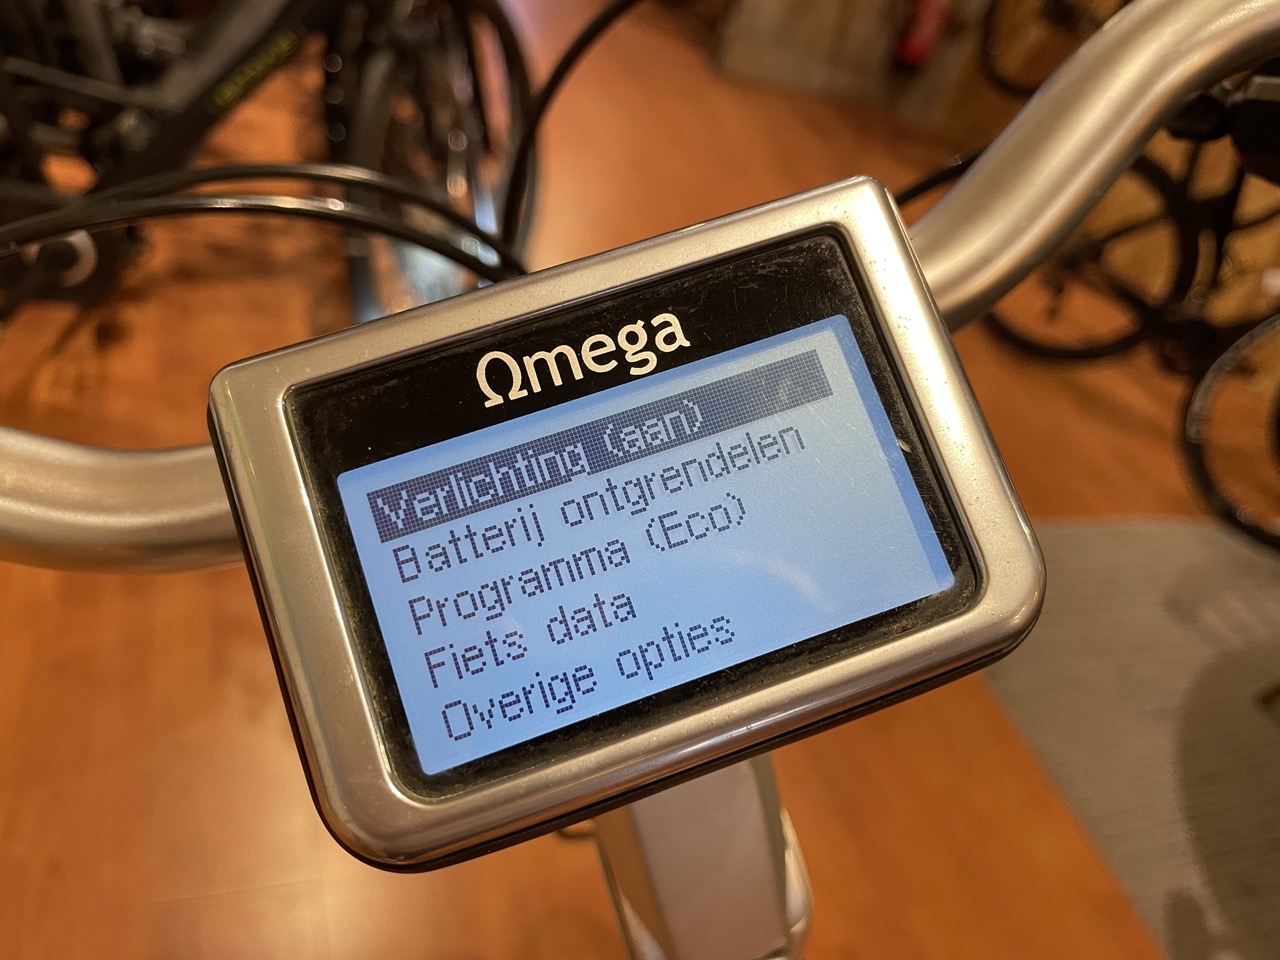 Ωmega
Verlichting (aan)
Batterij ontgrendelen
Programma (Eco)
Fiets data
Overige opties